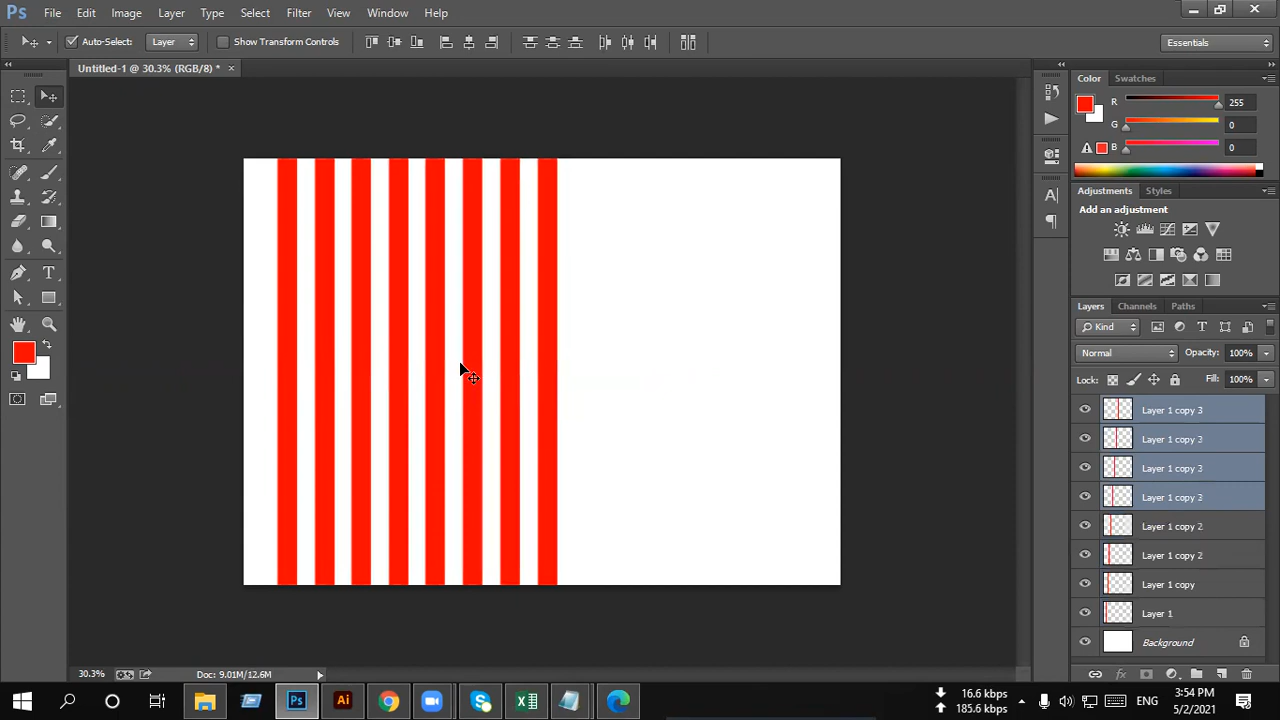 Ps File Edit Image Layer Type Select Filter View Window Help
Auto-Select: Layer Show Transform Controls Essentials
Untitled-1 @ 30.3% (RGB/8) * ×
Color Swatches
R 255
G 0
B 0
Adjustments Styles
Add an adjustment
Layers Channels Paths
Kind
Normal Opacity: 100%
Lock: Fill: 100%
Layer 1 copy 3
Layer 1 copy 3
Layer 1 copy 3
Layer 1 copy 3
Layer 1 copy 2
Layer 1 copy 2
Layer 1 copy
Layer 1
Background
30.3% Doc: 9.01M/12.6M
16.6 kbps
185.6 kbps
ENG
3:54 PM
5/2/2021